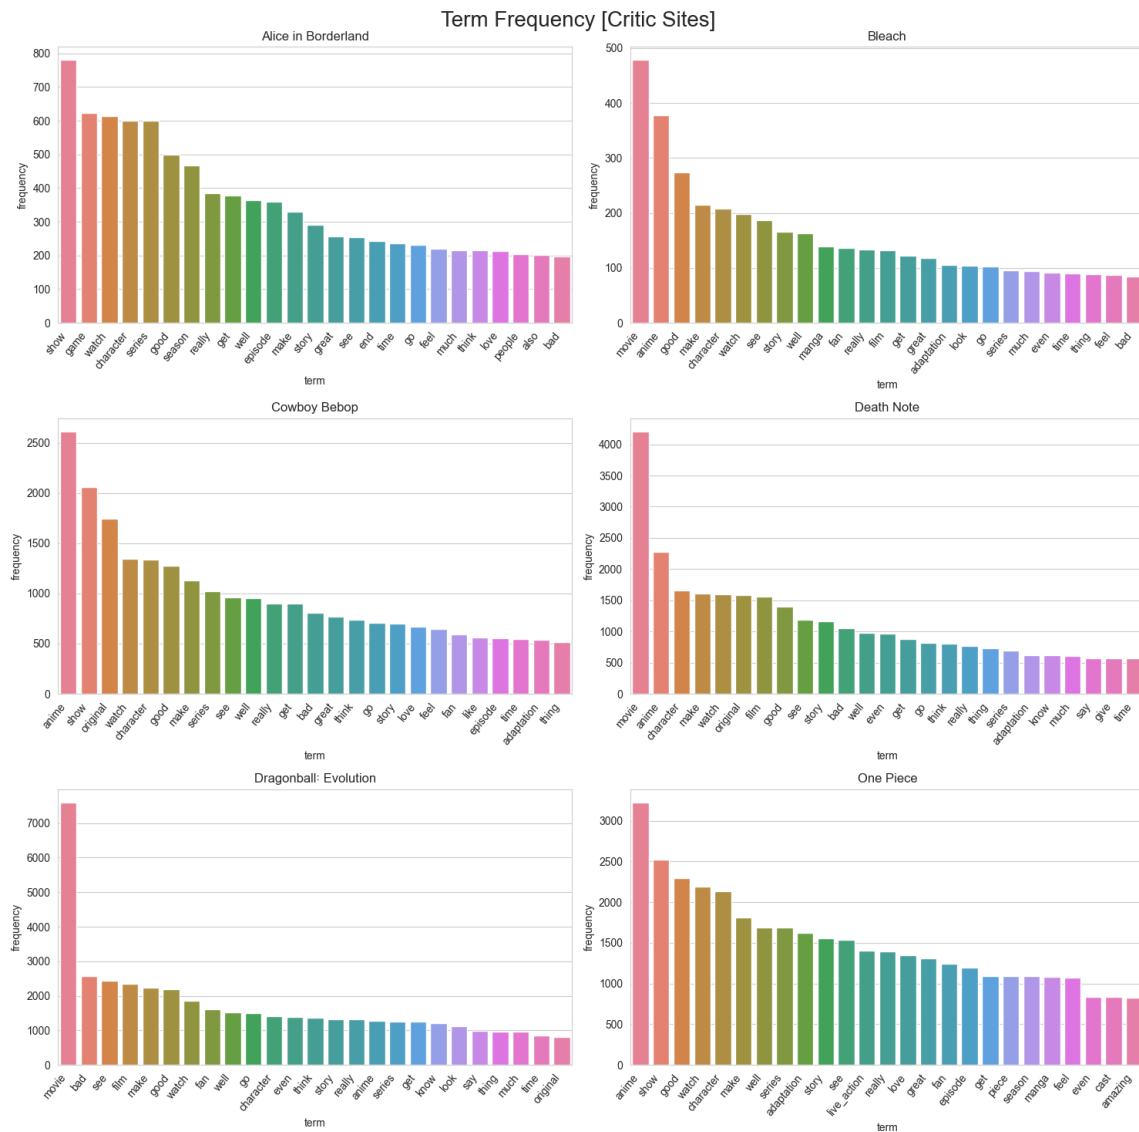 Term Frequency [Critic Sites]
Alice in Borderland
frequency
800
700
600
500
400
300
200
100
0
show
game
watch
character
series
good
season
really
get
well
episode
make
story
great
see
end
time
go
feel
much
think
love
people
also
bad
term
Bleach
frequency
500
400
300
200
100
0
movie
anime
good
make
character
watch
see
story
well
manga
fan
really
film
get
great
adaptation
look
go
series
much
even
time
thing
feel
bad
term
Cowboy Bebop
frequency
2500
2000
1500
1000
500
0
anime
show
original
watch
character
good
make
series
see
well
really
get
bad
great
think
go
story
love
feel
fan
like
episode
time
adaptation
thing
term
Death Note
frequency
4000
3500
3000
2500
2000
1500
1000
500
0
movie
anime
character
make
watch
original
film
good
see
story
bad
well
even
get
go
think
really
thing
series
adaptation
know
much
say
give
time
term
Dragonball: Evolution
frequency
7000
6000
5000
4000
3000
2000
1000
0
movie
bad
see
film
make
good
watch
fan
well
go
character
even
think
story
really
anime
series
get
know
look
say
thing
much
time
original
term
One Piece
frequency
3000
2500
2000
1500
1000
500
0
anime
show
good
watch
character
make
well
series
adaptation
story
see
live_action
really
love
great
fan
episode
get
piece
season
manga
feel
even
cast
amazing
term